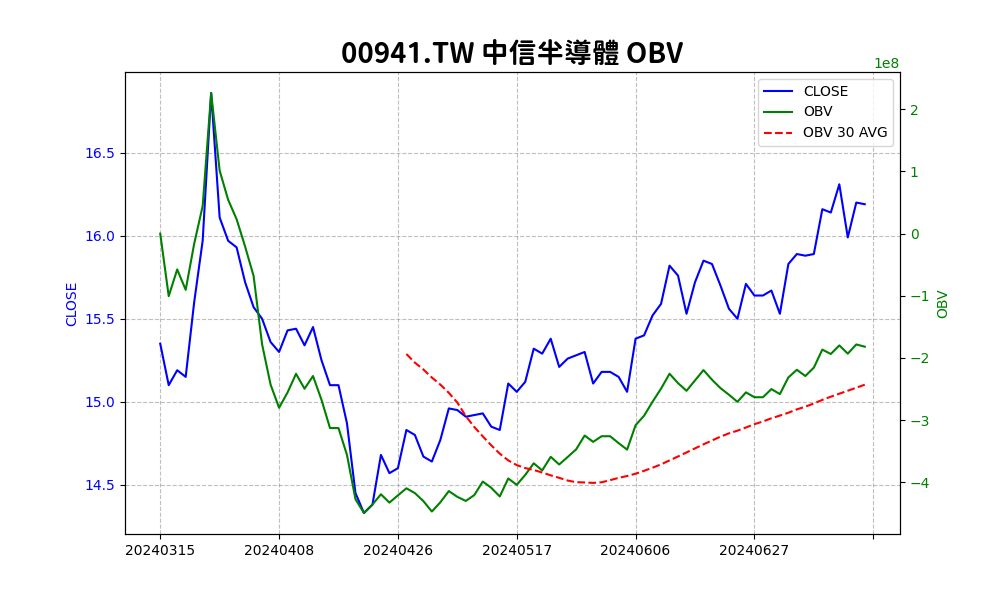 00941.TW 中信半導體 OBV
1e8
CLOSE
OBV
OBV 30 AVG
16.5
16.0
15.5
15.0
14.5
CLOSE
2
1
0
−1
−2
−3
−4
OBV
20240315 20240408 20240426 20240517 20240606 20240627